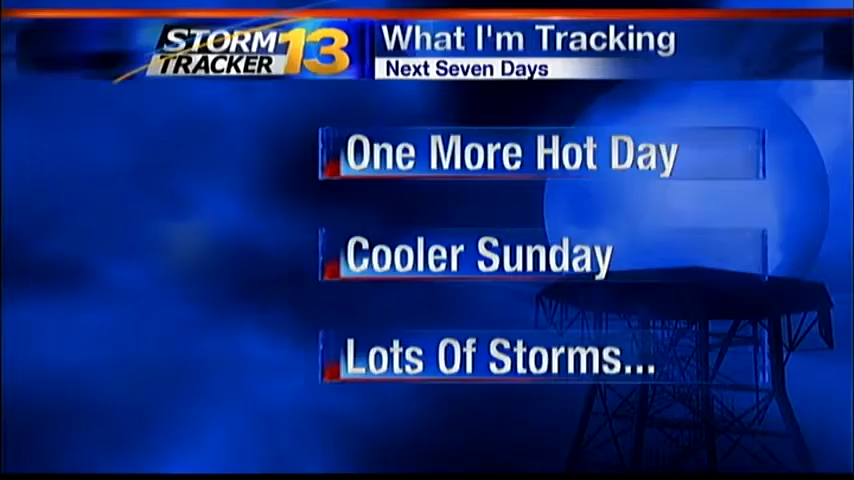 STORM TRACKER 13
What I'm Tracking
Next Seven Days
One More Hot Day
Cooler Sunday
Lots Of Storms...